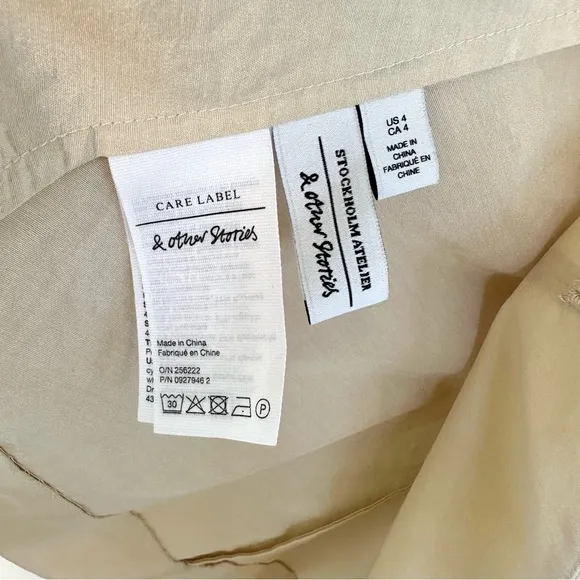 CARE LABEL
& other Stories
Made in China
Fabriqué en Chine
O/N 256222
P/N 0927946 2
30
P
STOCKHOLM ATELIER
& other Stories
US 4
CA 4
MADE IN
CHINA
FABRIQUÉ EN
CHINE